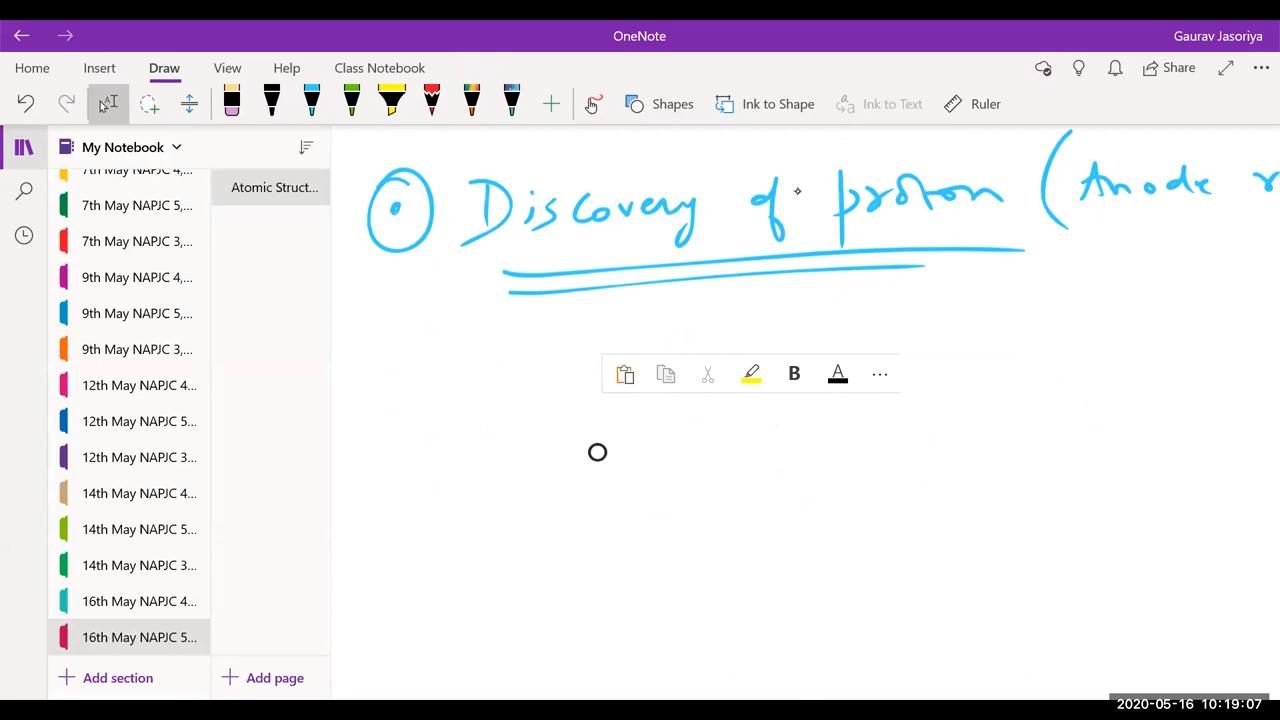 OneNote
Gaurav Jasoriya
Home Insert Draw View Help Class Notebook Share
Shapes Ink to Shape Ink to Text Ruler
My Notebook
7th May NAPJC 4,...
7th May NAPJC 5,...
7th May NAPJC 3,...
9th May NAPJC 4,...
9th May NAPJC 5,...
9th May NAPJC 3,...
12th May NAPJC 4...
12th May NAPJC 5...
12th May NAPJC 3...
14th May NAPJC 4...
14th May NAPJC 5...
14th May NAPJC 3...
16th May NAPJC 4...
16th May NAPJC 5...
Add section
Atomic Struct...
Add page
Discovery of proton (Anode r
B A
2020-05-16 10:19:07